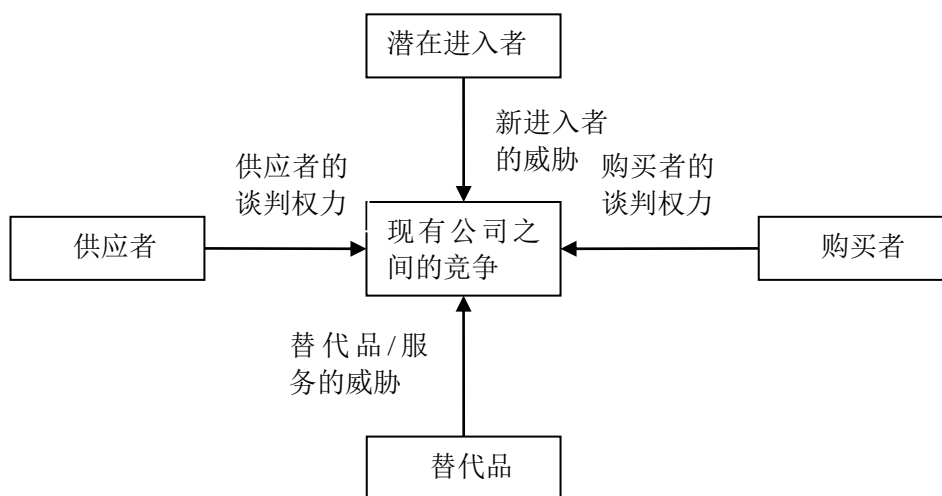 潜在进入者
新进入者
的威胁
供应者的
谈判权力
购买者的
谈判权力
供应者
现有公司之
间的竞争
购买者
替代品/服
务的威胁
替代品